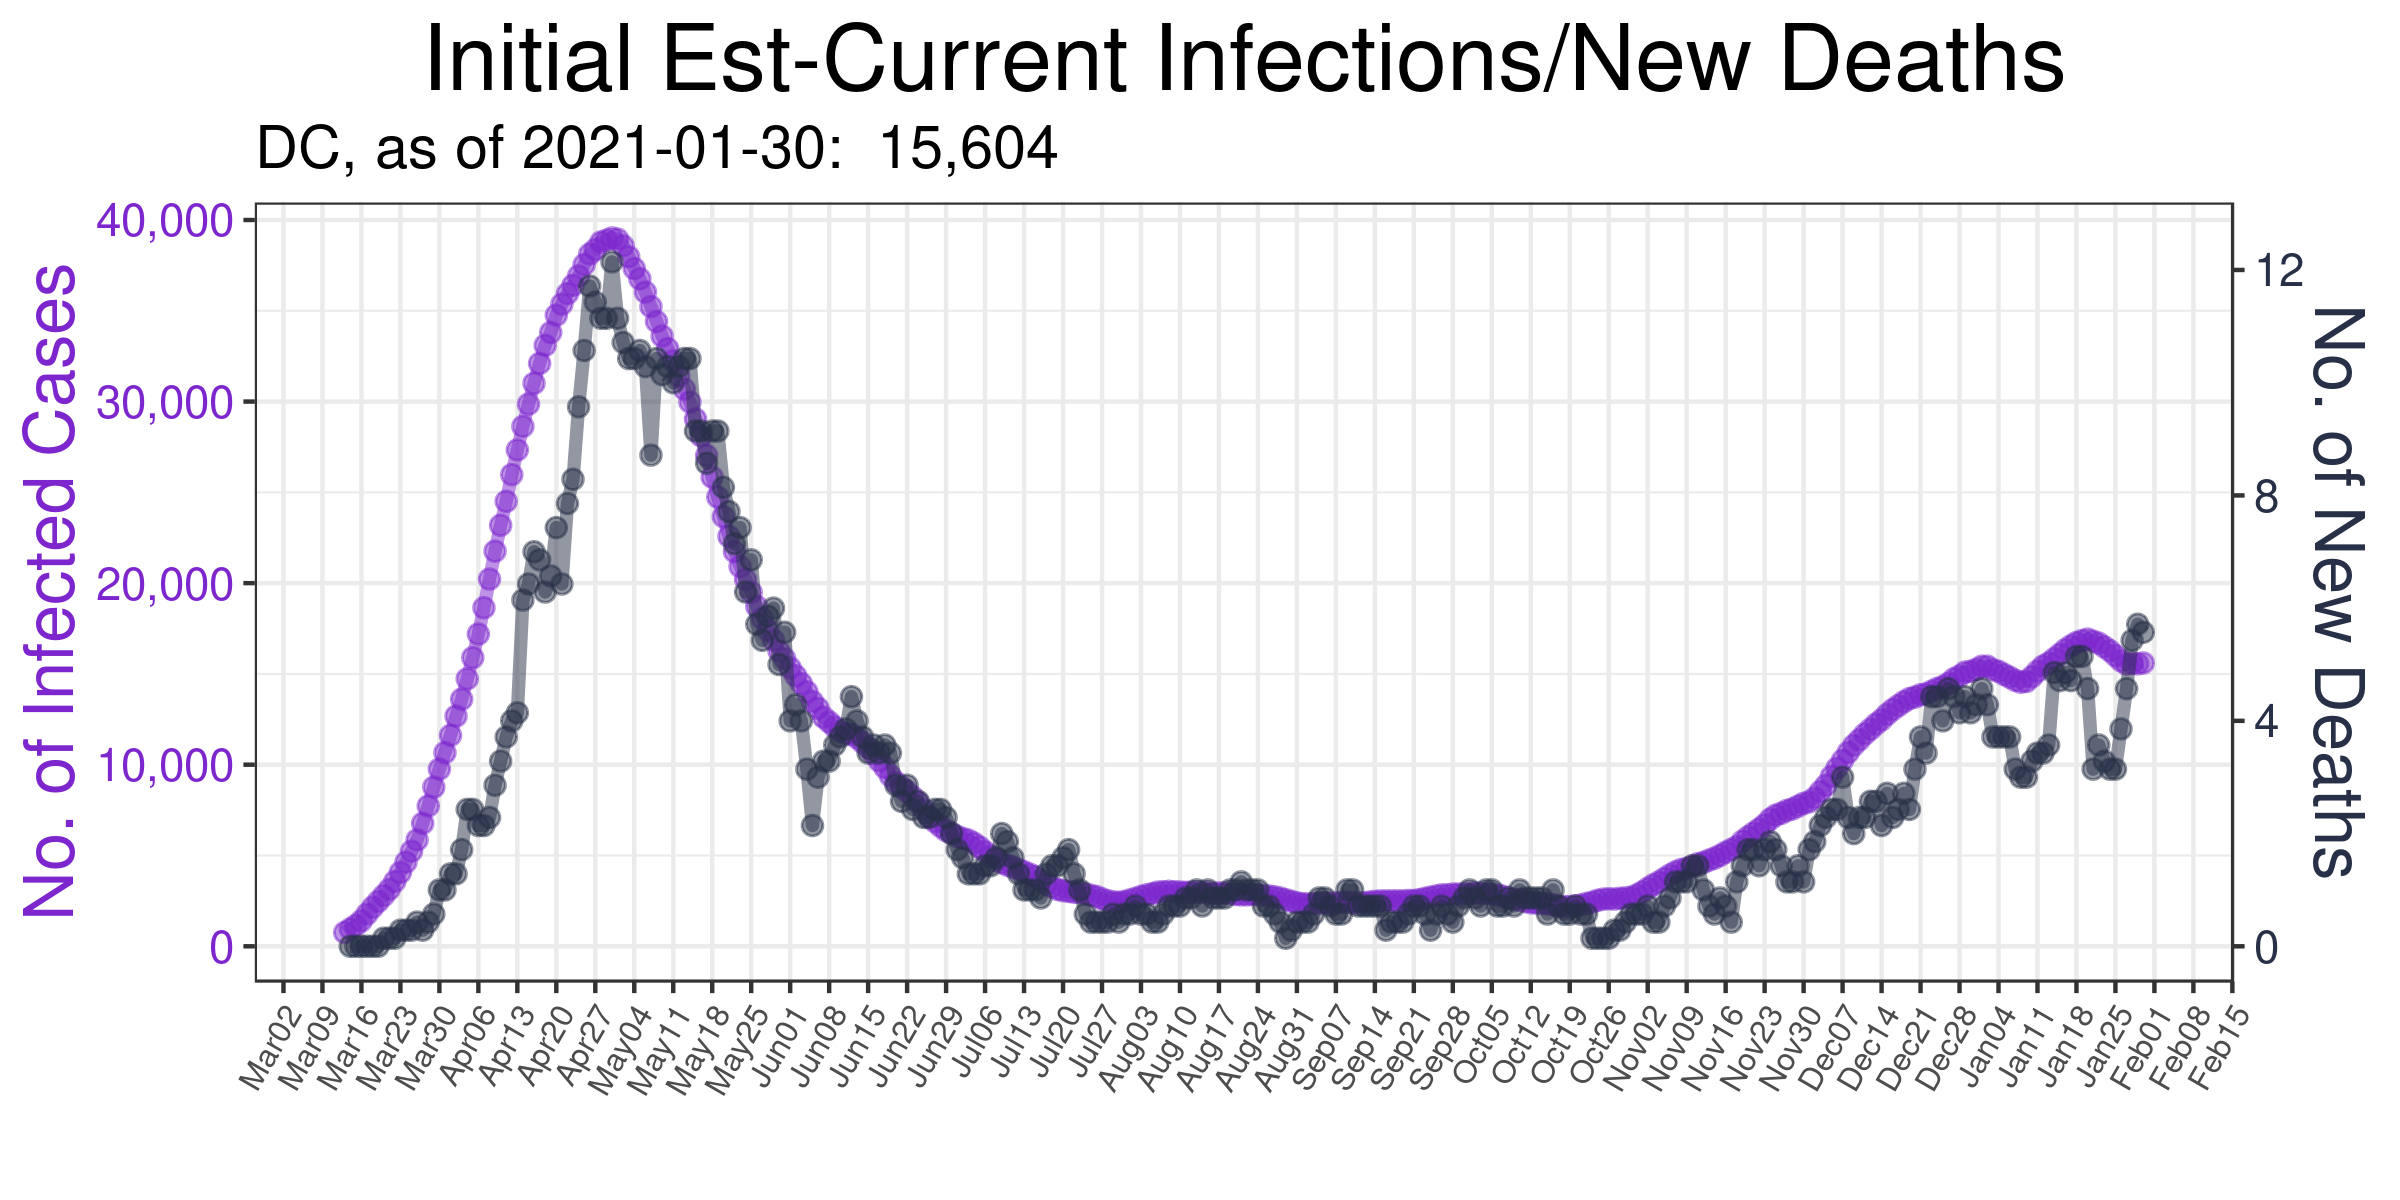 Initial Est-Current Infections/New Deaths
DC, as of 2021-01-30: 15,604
No. of Infected Cases
40,000
30,000
20,000
10,000
0
12
8
4
0
No. of New Deaths
Mar02
Mar09
Mar16
Mar23
Mar30
Apr06
Apr13
Apr20
Apr27
May04
May11
May18
May25
Jun01
Jun08
Jun15
Jun22
Jun29
Jul06
Jul13
Jul20
Jul27
Aug03
Aug10
Aug17
Aug24
Aug31
Sep07
Sep14
Sep21
Sep28
Oct05
Oct12
Oct19
Oct26
Nov02
Nov09
Nov16
Nov23
Nov30
Dec07
Dec14
Dec21
Dec28
Jan04
Jan11
Jan18
Jan25
Feb01
Feb08
Feb15